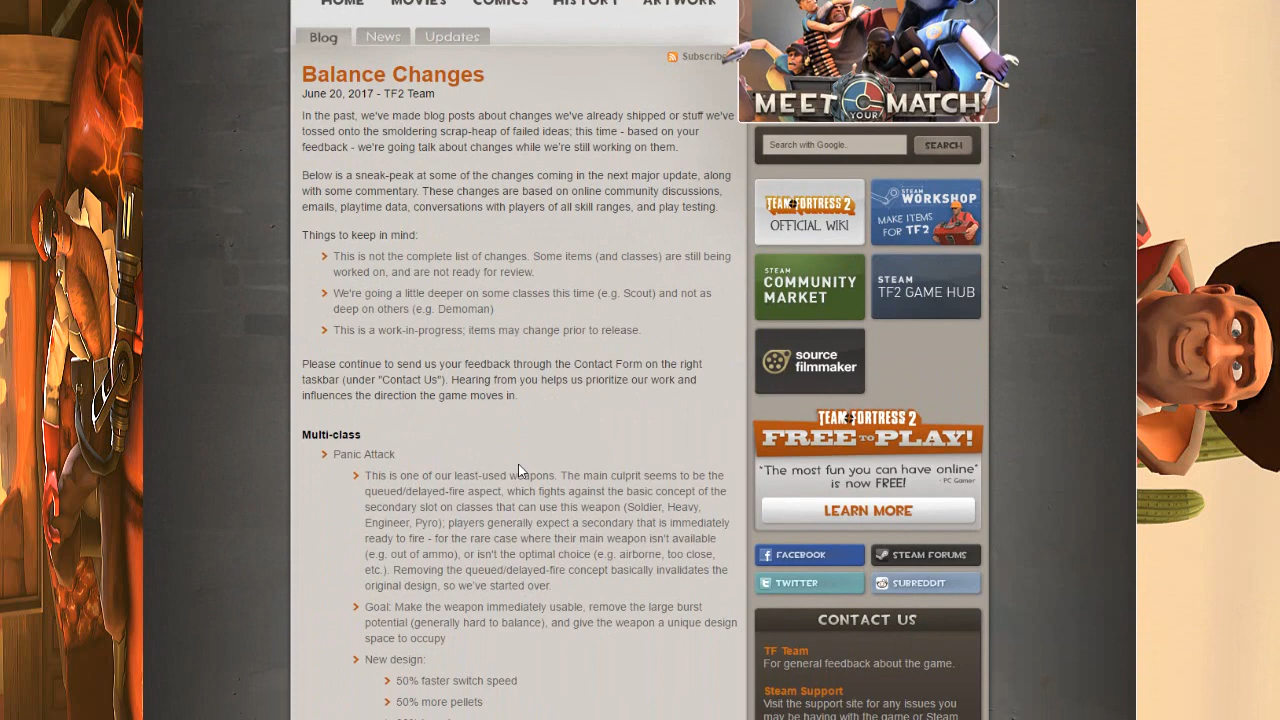 HOME MOVIES COMICS HISTORY ARTWORK
Blog News Updates
Subscribe
Balance Changes
June 20, 2017 - TF2 Team
In the past, we've made blog posts about changes we've already shipped or stuff we've
tossed onto the smoldering scrap-heap of failed ideas; this time - based on your
feedback - we're going talk about changes while we're still working on them.
Below is a sneak-peak at some of the changes coming in the next major update, along
with some commentary. These changes are based on online community discussions,
emails, playtime data, conversations with players of all skill ranges, and play testing.
Things to keep in mind:
This is not the complete list of changes. Some items (and classes) are still being
worked on, and are not ready for review.
We're going a little deeper on some classes this time (e.g. Scout) and not as
deep on others (e.g. Demoman)
This is a work-in-progress; items may change prior to release.
Please continue to send us your feedback through the Contact Form on the right
taskbar (under "Contact Us"). Hearing from you helps us prioritize our work and
influences the direction the game moves in.
Multi-class
Panic Attack
This is one of our least-used weapons. The main culprit seems to be the
queued/delayed-fire aspect, which fights against the basic concept of the
secondary slot on classes that can use this weapon (Soldier, Heavy,
Engineer, Pyro); players generally expect a secondary that is immediately
ready to fire - for the rare case where their main weapon isn't available
(e.g. out of ammo), or isn't the optimal choice (e.g. airborne, too close,
etc.). Removing the queued/delayed-fire concept basically invalidates the
original design, so we've started over.
Goal: Make the weapon immediately usable, remove the large burst
potential (generally hard to balance), and give the weapon a unique design
space to occupy
New design:
50% faster switch speed
50% more pellets
MEET YOUR MATCH
Search with Google..
SEARCH
TEAM FORTRESS 2
OFFICIAL WIKI
STEAM
WORKSHOP
MAKE ITEMS
FOR TF2
STEAM
COMMUNITY
MARKET
STEAM
TF2 GAME HUB
source
filmmaker
TEAM FORTRESS 2
FREE TO PLAY!
"The most fun you can have online"
is now FREE! - PC Gamer
LEARN MORE
FACEBOOK
STEAM FORUMS
TWITTER
SUBREDDIT
CONTACT US
TF Team
For general feedback about the game.
Steam Support
Visit the support site for any issues you
may be having with the game or Steam